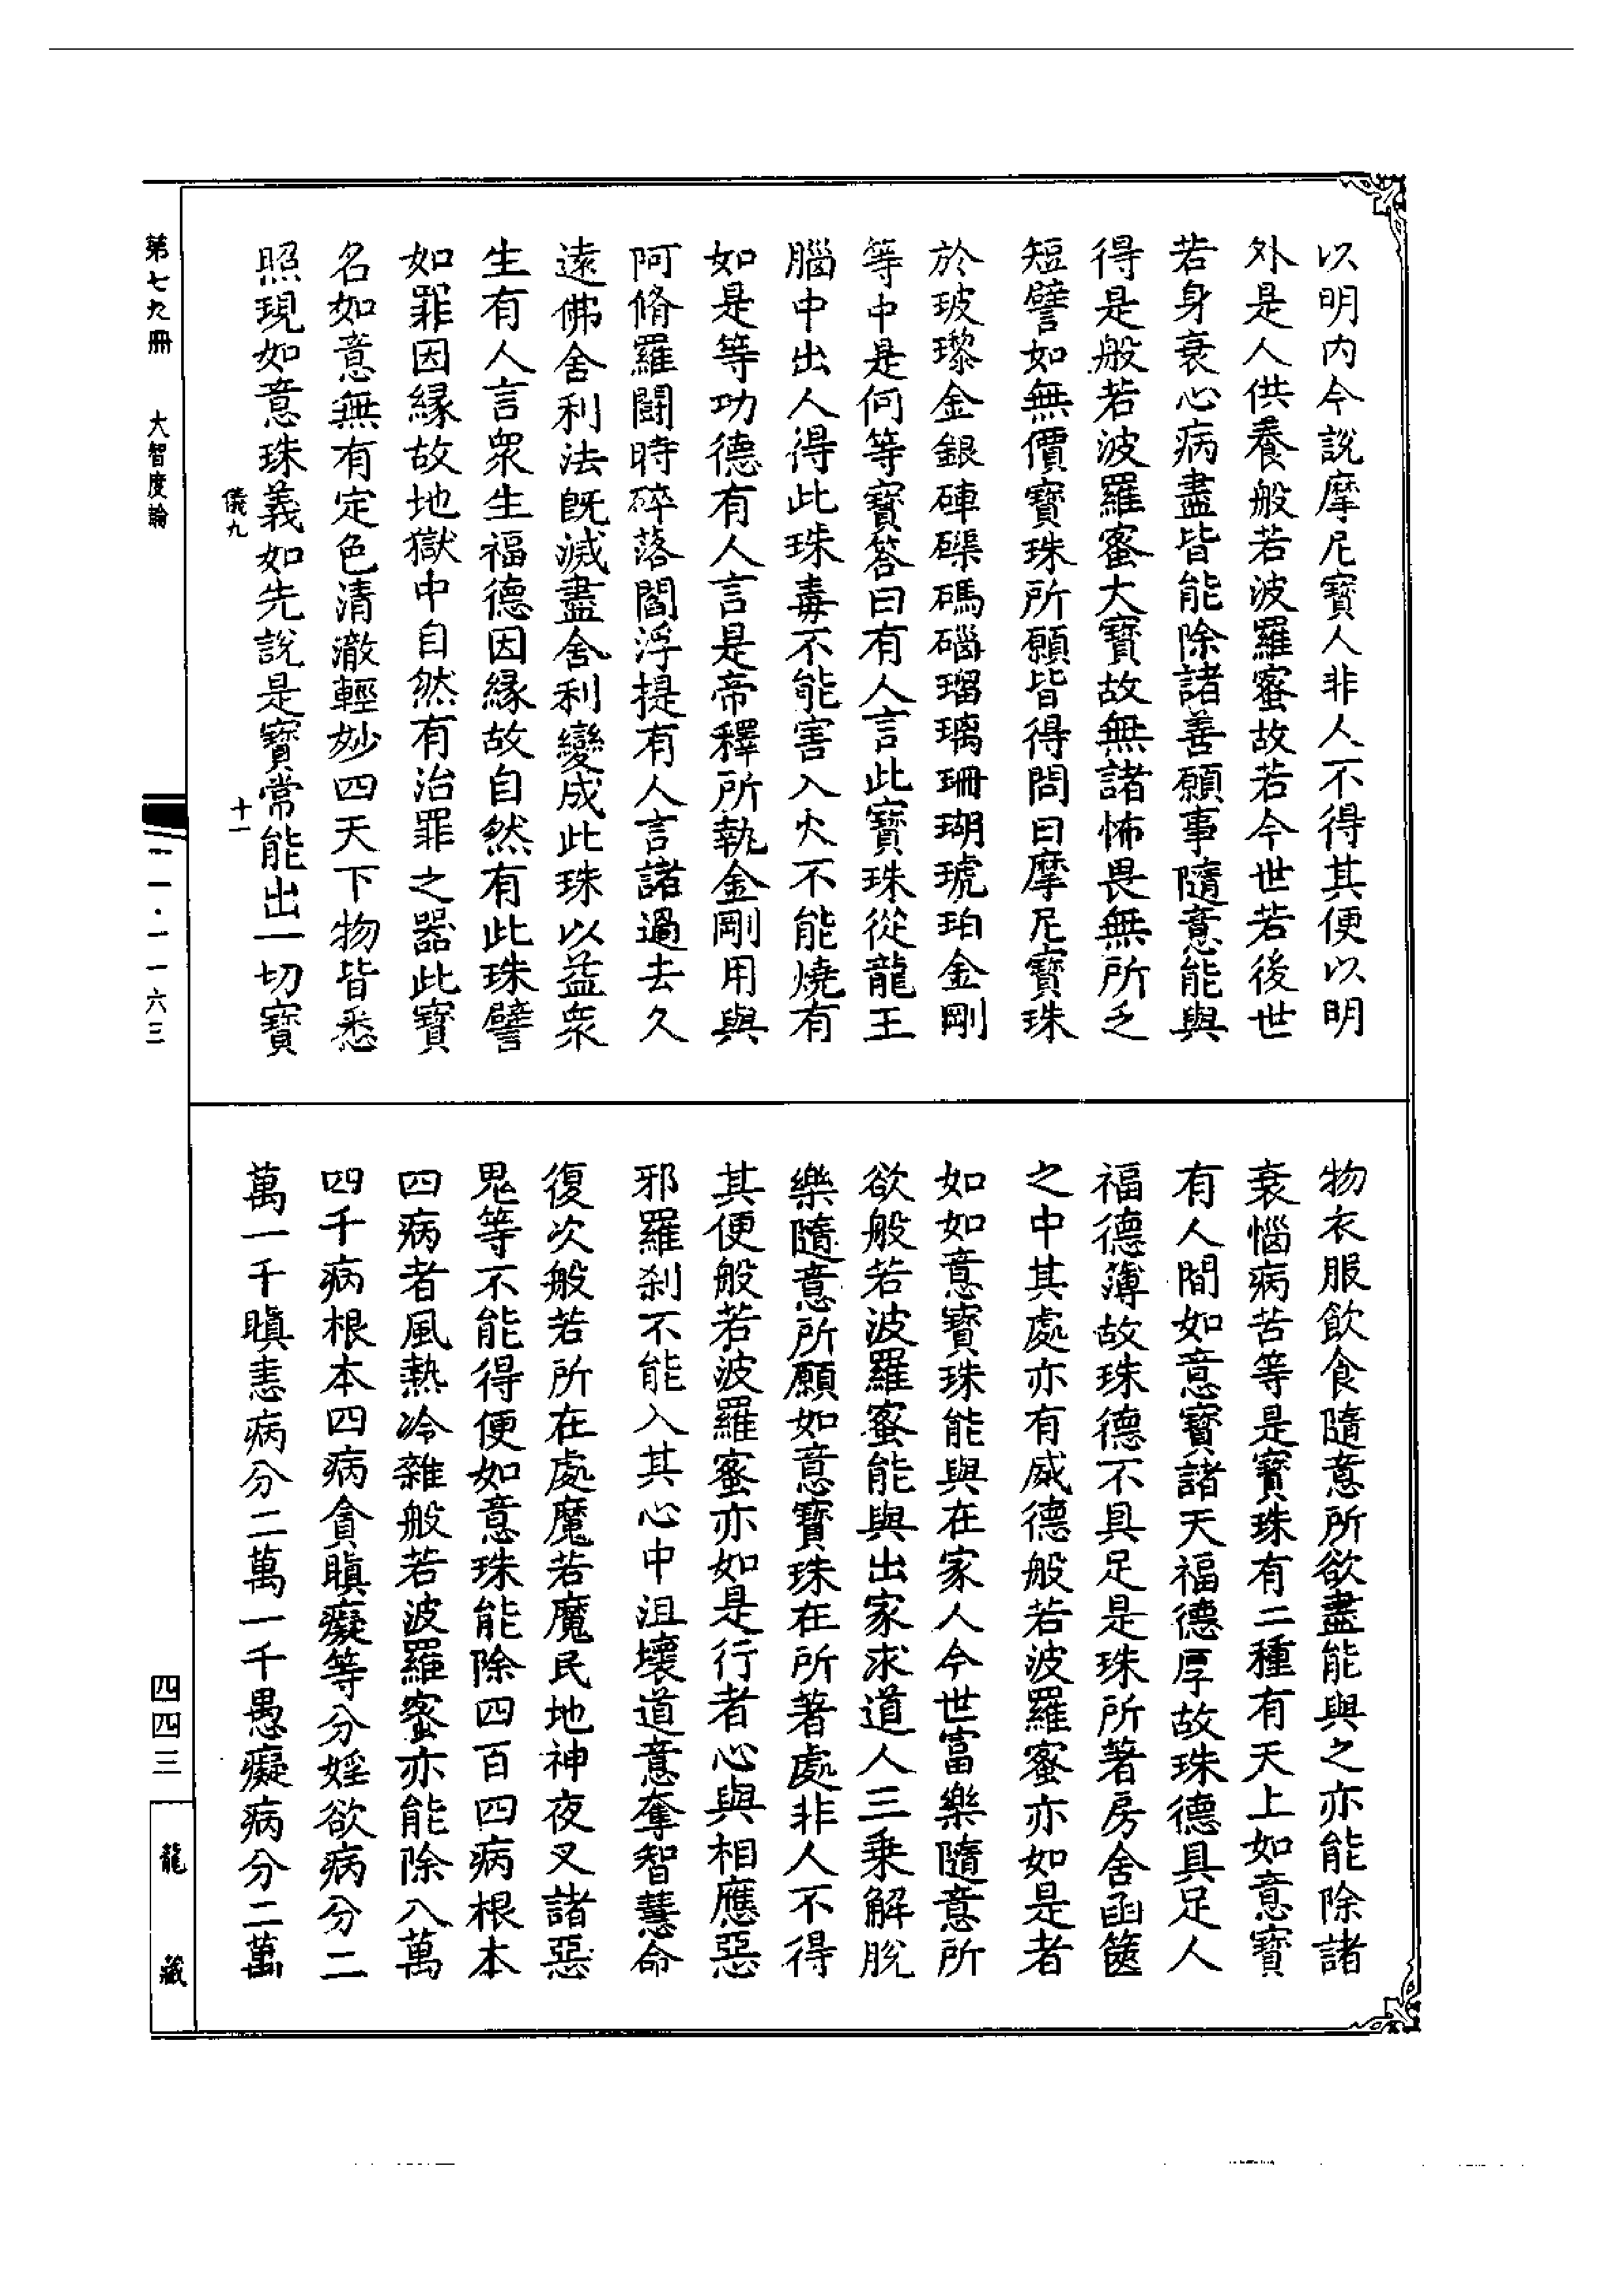 以明内今說摩尼寶人非人不得其便以明
外是人供養般若波羅蜜故若今世若後世
若身衰心病盡皆能除諸善願事隨意能與
得是般若波羅蜜大寶故無諸怖畏無所乏
短譬如無價寶珠所願皆得問曰摩尼寶珠
於玻瓈金銀硨磲碼碯瑠璃珊瑚琥珀金剛
等中是何等寶答曰有人言此寶珠從龍王
腦中出人得此珠毒不能害入火不能燒有
如是等功德有人言是帝釋所執金剛用與
阿脩羅鬪時碎落閻浮提有人言諸過去久
遠佛舍利法既滅盡舍利變成此珠以益衆
生有人言衆生福德因緣故自然有此珠譬
如罪因緣故地獄中自然有治罪之器此寶
名如意無有定色清澈輕妙四天下物皆悉
照現如意珠義如先說是寶常能出一切寶
儀九 十一
物衣服飲食隨意所欲盡能與之亦能除諸
衰惱病苦等是寶珠有二種有天上如意寶
有人間如意寶諸天福德厚故珠德具足人
福德薄故珠德不具足是珠所著房舍函篋
之中其處亦有威德般若波羅蜜亦如是者
如如意寶珠能與在家人今世富樂隨意所
欲般若波羅蜜能與出家求道人三乘解脫
樂隨意所願如意寶珠在所著處非人不得
其便般若波羅蜜亦如是行者心與相應惡
邪羅剎不能入其心中沮壞道意奪智慧命
復次般若所在處魔若魔民地神夜叉諸惡
鬼等不能得便如意珠能除四百四病根本
四病者風熱冷雜般若波羅蜜亦能除八萬
四千病根本四病貪瞋癡等分婬欲病分二
萬一千瞋恚病分二萬一千愚癡病分二萬
第七九冊 大智度論
一一·一一六三
四四三
龍藏